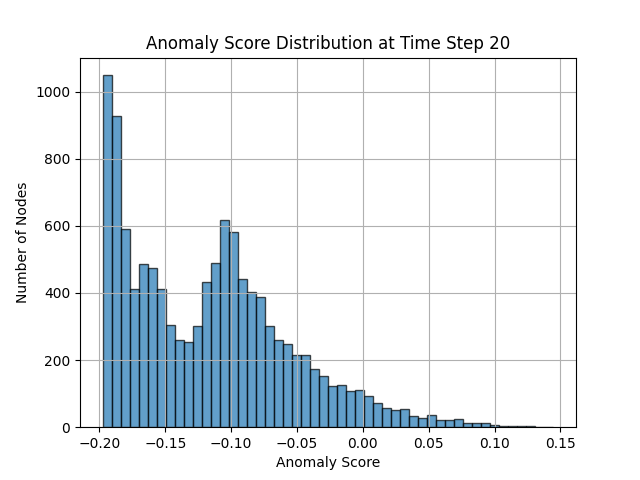 Anomaly Score Distribution at Time Step 20
1000
800
600
400
200
0
Number of Nodes
−0.20 −0.15 −0.10 −0.05 0.00 0.05 0.10 0.15
Anomaly Score